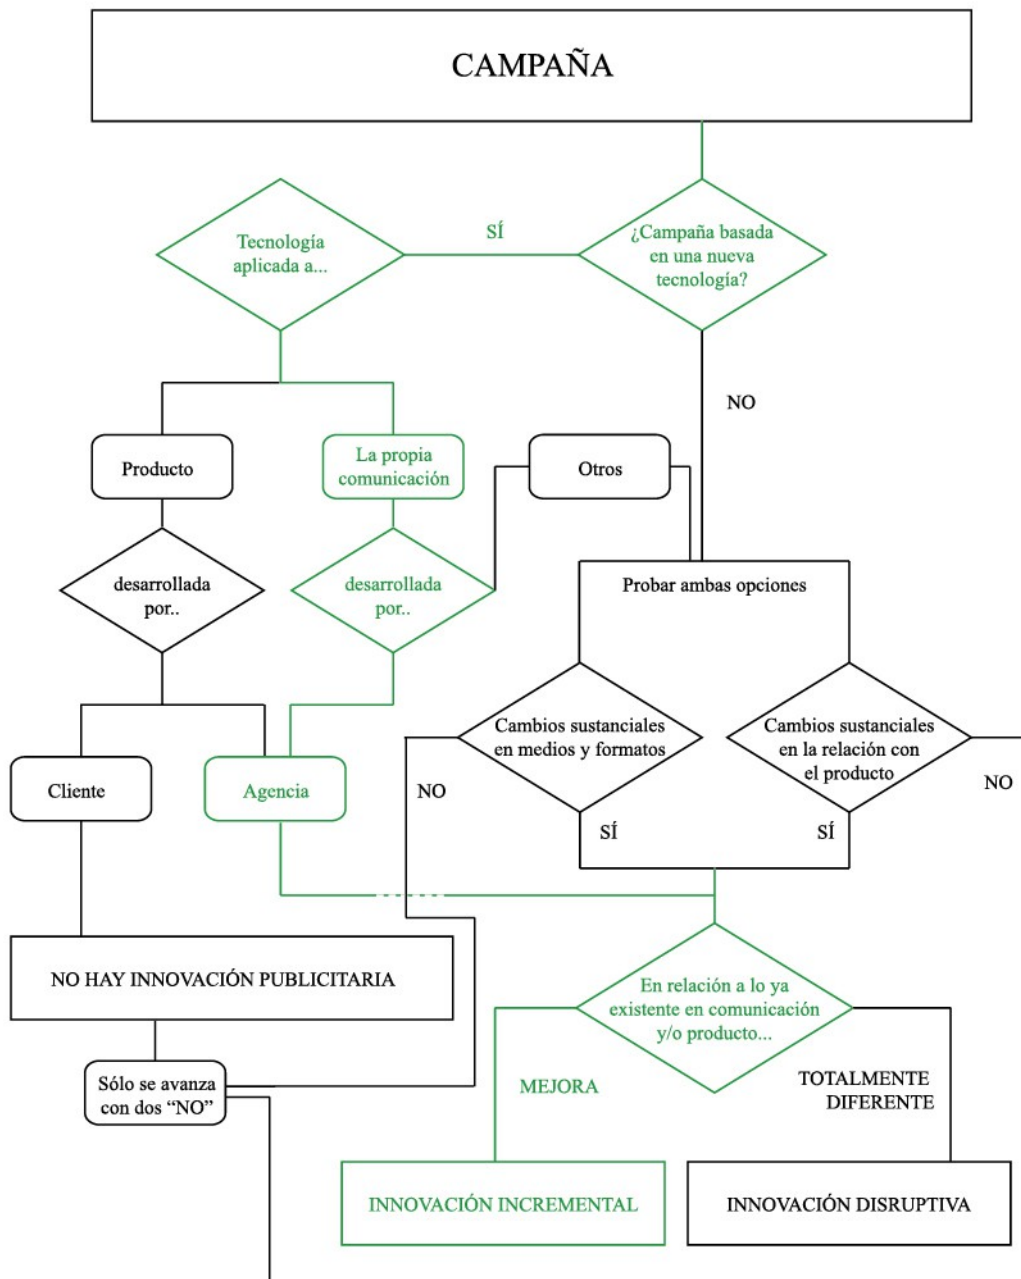 CAMPAÑA
Tecnología
aplicada a...
SÍ
¿Campaña basada
en una nueva
tecnología?
NO
Producto
La propia
comunicación
Otros
desarrollada
por..
desarrollada
por..
Probar ambas opciones
Cambios sustanciales
en medios y formatos
Cambios sustanciales
en la relación con
el producto
Cliente
Agencia
NO
NO
SÍ
SÍ
NO HAY INNOVACIÓN PUBLICITARIA
En relación a lo ya
existente en comunicación
y/o producto...
Sólo se avanza
con dos “NO”
MEJORA
TOTALMENTE
DIFERENTE
INNOVACIÓN INCREMENTAL
INNOVACIÓN DISRUPTIVA